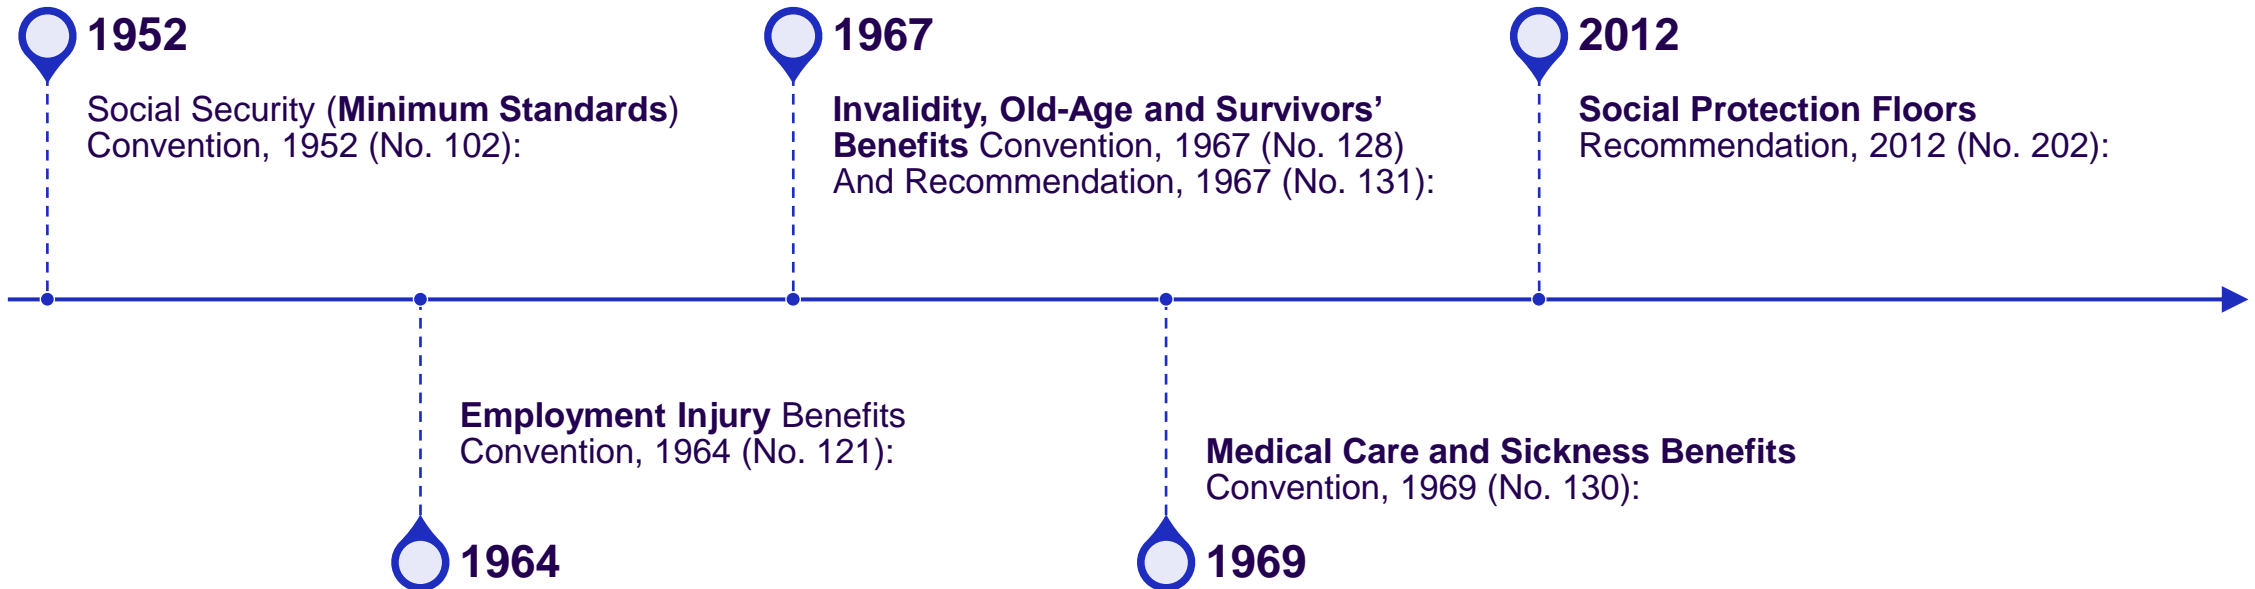 1952
Social Security (Minimum Standards)
Convention, 1952 (No. 102):
1967
Invalidity, Old-Age and Survivors’
Benefits Convention, 1967 (No. 128)
And Recommendation, 1967 (No. 131):
2012
Social Protection Floors
Recommendation, 2012 (No. 202):
Employment Injury Benefits
Convention, 1964 (No. 121):
1964
Medical Care and Sickness Benefits
Convention, 1969 (No. 130):
1969